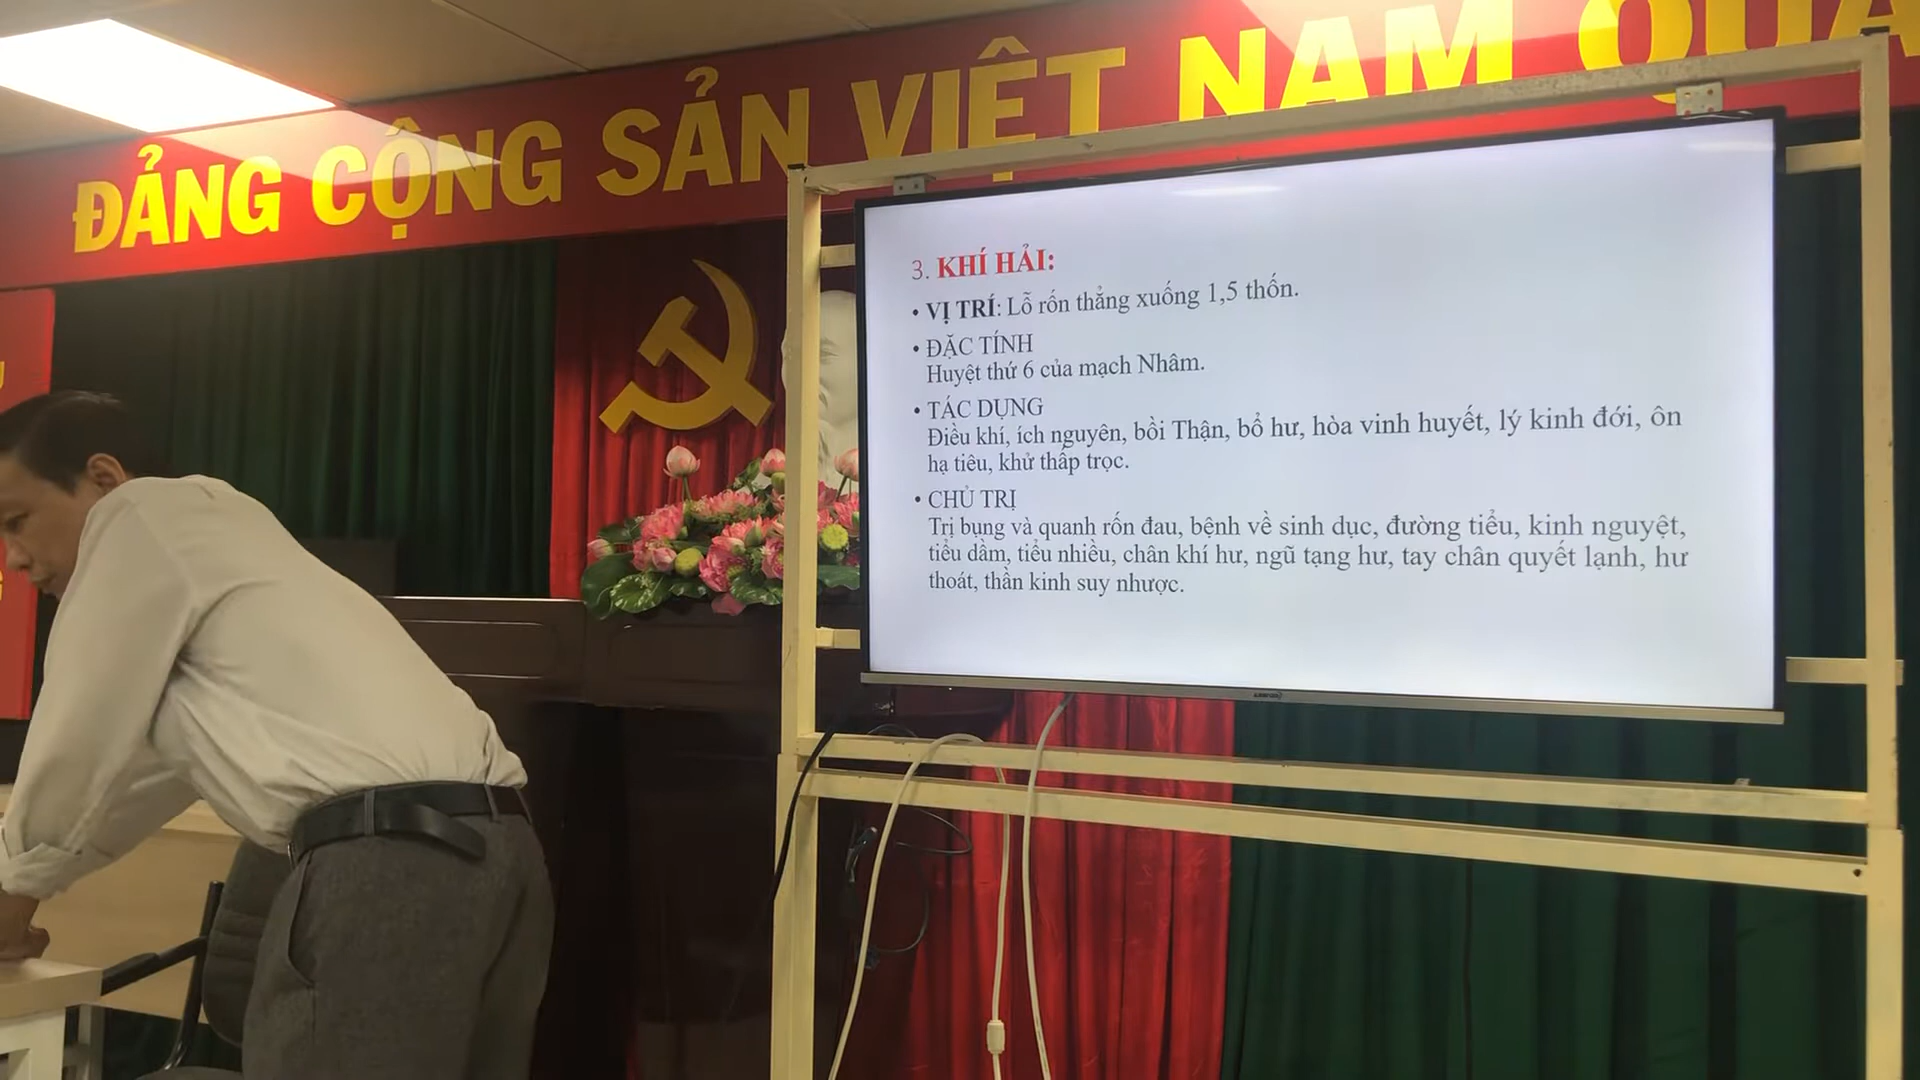 ĐẢNG CỘNG SẢN VIỆT NAM
3. KHÍ HẢI:
• VỊ TRÍ: Lỗ rốn thẳng xuống 1,5 thốn.
• ĐẶC TÍNH
Huyệt thứ 6 của mạch Nhâm.
• TÁC DỤNG
Điều khí, ích nguyên, bồi Thận, bổ hư, hòa vinh huyết, lý kinh đới, ôn
hạ tiêu, khử thấp trọc.
• CHỦ TRỊ
Trị bụng và quanh rốn đau, bệnh về sinh dục, đường tiểu, kinh nguyệt,
tiểu dầm, tiểu nhiều, chân khí hư, ngũ tạng hư, tay chân quyết lạnh, hư
thoát, thần kinh suy nhược.